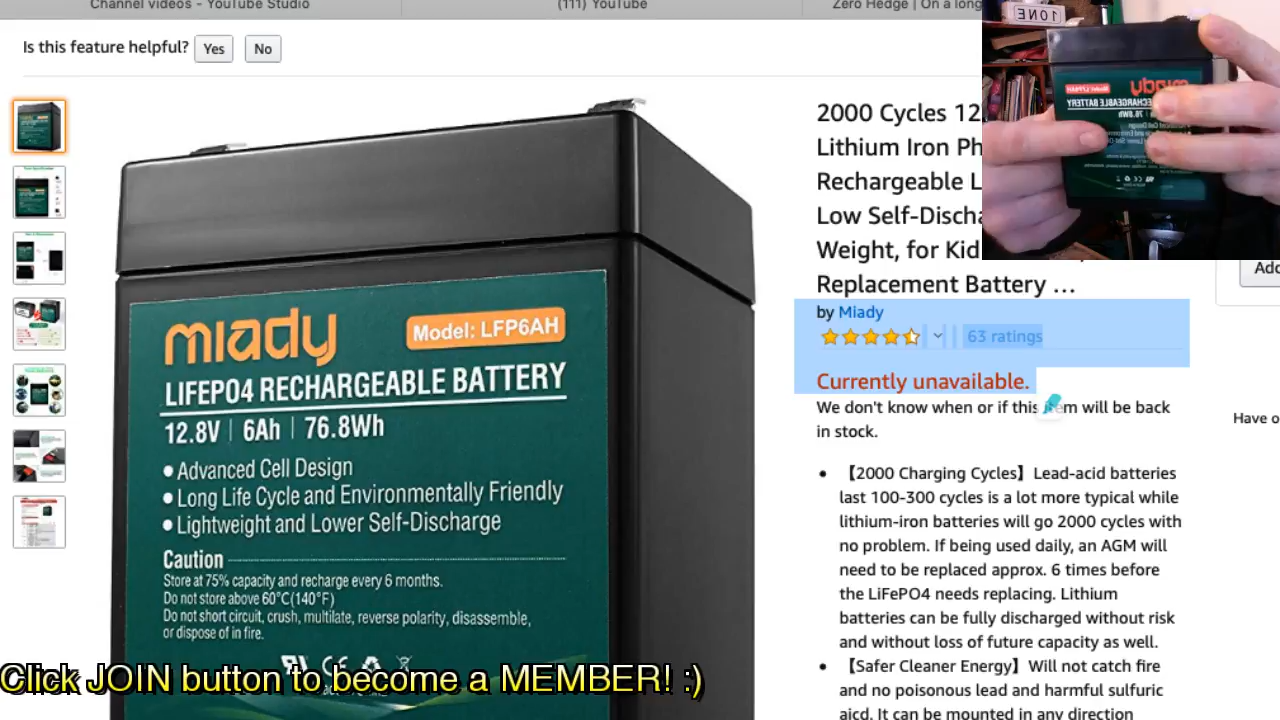 Channel videos - YouTube Studio
(111) YouTube
Zero Hedge | On a long
Is this feature helpful?
Yes
No
miady
Model: LFP6AH
LIFEPO4 RECHARGEABLE BATTERY
12.8V | 6Ah | 76.8Wh
• Advanced Cell Design
• Long Life Cycle and Environmentally Friendly
• Lightweight and Lower Self-Discharge
Caution
Store at 75% capacity and recharge every 6 months.
Do not store above 60°C(140°F)
Do not short circuit, crush, multilate, reverse polarity, disassemble,
or dispose of in fire.
2000 Cycles
Lithium Iron
Rechargeable
Low
Weight, for
Replacement Battery …
by Miady
63 ratings
Currently unavailable.
We don't know when or if this item will be back
in stock.
• 【2000 Charging Cycles】Lead-acid batteries
last 100-300 cycles is a lot more typical while
lithium-iron batteries will go 2000 cycles with
no problem. If being used daily, an AGM will
need to be replaced approx. 6 times before
the LiFePO4 needs replacing. Lithium
batteries can be fully discharged without risk
and without loss of future capacity as well.
• 【Safer Cleaner Energy】Will not catch fire
and no poisonous lead and harmful sulfuric
aicd. It can be mounted in any direction
miady
Model: LFP6AH
76.8Wh
Have
Click JOIN button to become a MEMBER! :)